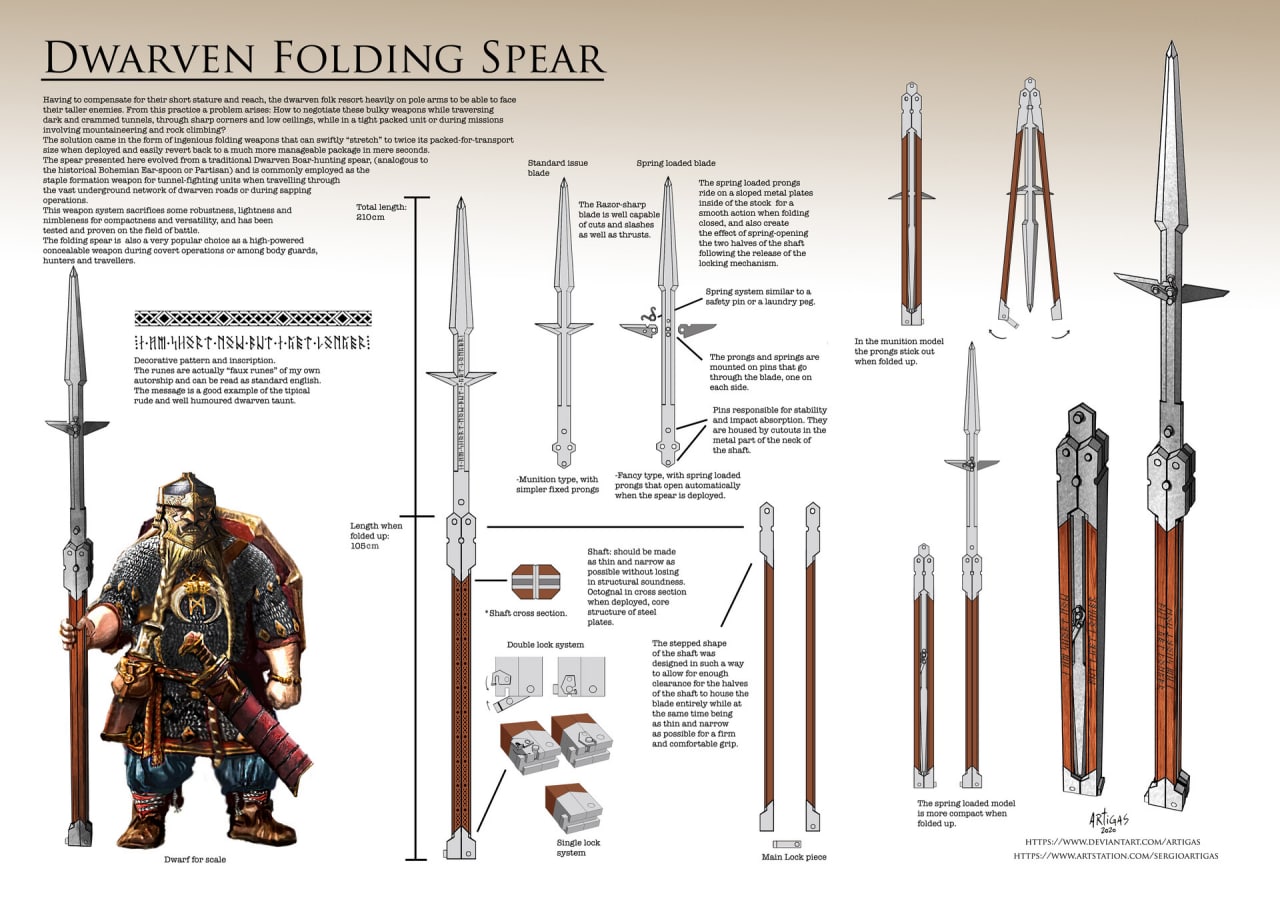 DWARVEN FOLDING SPEAR
Having to compensate for their short stature and reach, the dwarven folk resort heavily on pole arms to be able to face
their taller enemies. From this practice a problem arises: How to negotiate these bulky weapons while traversing
dark and crammed tunnels, through sharp corners and low ceilings, while in a tight packed unit or during missions
involving mountaineering and rock climbing?
The solution came in the form of ingenious folding weapons that can swiftly “stretch” to twice its packed-for-transport
size when deployed and easily revert back to a much more manageable package in mere seconds.
The spear presented here evolved from a traditional Dwarven Boar-hunting spear, (analogous to
the historical Bohemian Ear-spoon or Partisan) and is commonly employed as the
staple formation weapon for tunnel-fighting units when travelling through
the vast underground network of dwarven roads or during sapping
operations.
This weapon system sacrifices some robustness, lightness and
nimbleness for compactness and versatility, and has been
tested and proven on the field of battle.
The folding spear is also a very popular choice as a high-powered
concealable weapon during covert operations or among body guards,
hunters and travellers.
Decorative pattern and inscription.
The runes are actually “faux runes” of my own
autorship and can be read as standard english.
The message is a good example of the tipical
rude and well humoured dwarven taunt.
Dwarf for scale
Total length:
210cm
Length when
folded up:
105cm
Standard issue
blade
The Razor-sharp
blade is well capable
of cuts and slashes
as well as thrusts.
Spring loaded blade
The spring loaded prongs
ride on a sloped metal plates
inside of the stock for a
smooth action when folding
closed, and also create
the effect of spring-opening
the two halves of the shaft
following the release of the
locking mechanism.
Spring system similar to a
safety pin or a laundry peg.
The prongs and springs are
mounted on pins that go
through the blade, one on
each side.
Pins responsible for stability
and impact absorption. They
are housed by cutouts in the
metal part of the neck of
the shaft.
-Munition type, with
simpler fixed prongs
-Fancy type, with spring loaded
prongs that open automatically
when the spear is deployed.
*Shaft cross section.
Shaft: should be made
as thin and narrow as
possible without losing
in structural soundness.
Octognal in cross section
when deployed, core
structure of steel
plates.
Double lock system
Single lock
system
The stepped shape
of the shaft was
designed in such a way
to allow for enough
clearance for the halves
of the shaft to house the
blade entirely while at
the same time being
as thin and narrow
as possible for a firm
and comfortable grip.
Main Lock piece
In the munition model
the prongs stick out
when folded up.
The spring loaded model
is more compact when
folded up.
ARTIGAS
2020
HTTPS://WWW.DEVIANTART.COM/ARTIGAS
HTTPS://WWW.ARTSTATION.COM/SERGIOARTIGAS